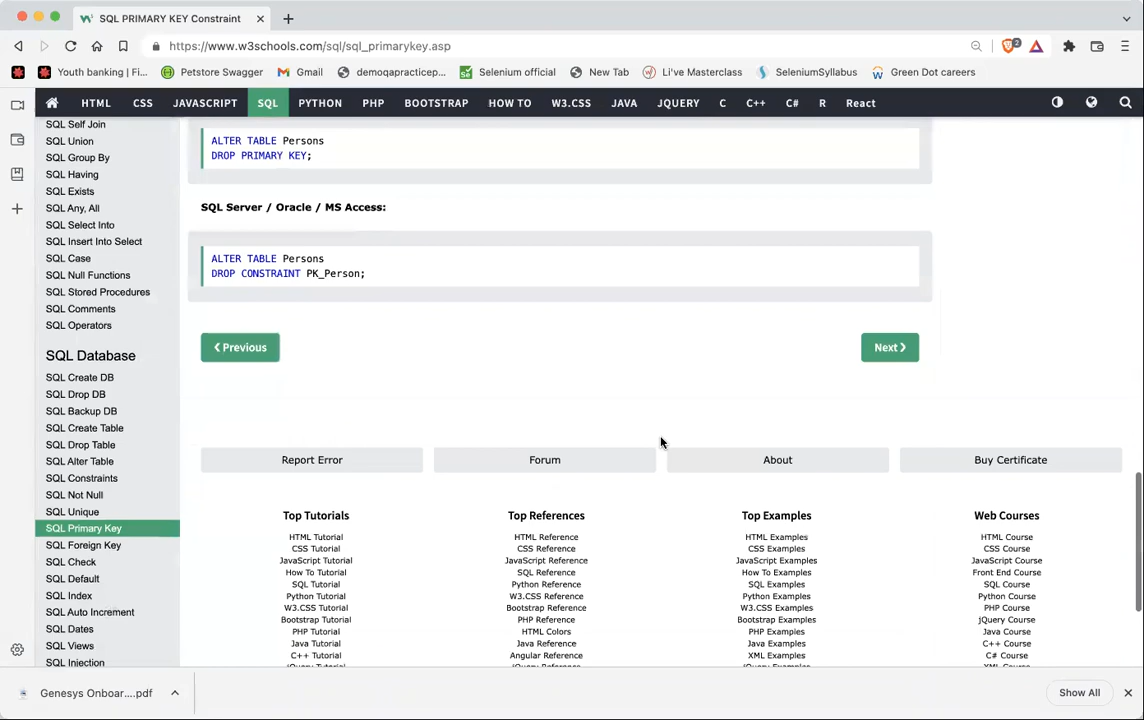 SQL PRIMARY KEY Constraint
https://www.w3schools.com/sql/sql_primarykey.asp
2
Youth banking | Fi...
Petstore Swagger
Gmail
demoqapracticep...
Selenium official
New Tab
Li've Masterclass
SeleniumSyllabus
Green Dot careers
HTML CSS JAVASCRIPT SQL PYTHON PHP BOOTSTRAP HOW TO W3.CSS JAVA JQUERY C C++ C# R React
SQL Self Join
SQL Union
SQL Group By
SQL Having
SQL Exists
SQL Any, All
SQL Select Into
SQL Insert Into Select
SQL Case
SQL Null Functions
SQL Stored Procedures
SQL Comments
SQL Operators
SQL Database
SQL Create DB
SQL Drop DB
SQL Backup DB
SQL Create Table
SQL Drop Table
SQL Alter Table
SQL Constraints
SQL Not Null
SQL Unique
SQL Primary Key
SQL Foreign Key
SQL Check
SQL Default
SQL Index
SQL Auto Increment
SQL Dates
SQL Views
SQL Injection
ALTER TABLE Persons
DROP PRIMARY KEY;
SQL Server / Oracle / MS Access:
ALTER TABLE Persons
DROP CONSTRAINT PK_Person;
❮ Previous
Next ❯
Report Error
Forum
About
Buy Certificate
Top Tutorials
HTML Tutorial
CSS Tutorial
JavaScript Tutorial
How To Tutorial
SQL Tutorial
Python Tutorial
W3.CSS Tutorial
Bootstrap Tutorial
PHP Tutorial
Java Tutorial
C++ Tutorial
jQuery Tutorial
Top References
HTML Reference
CSS Reference
JavaScript Reference
SQL Reference
Python Reference
W3.CSS Reference
Bootstrap Reference
PHP Reference
HTML Colors
Java Reference
Angular Reference
jQuery Reference
Top Examples
HTML Examples
CSS Examples
JavaScript Examples
How To Examples
SQL Examples
Python Examples
W3.CSS Examples
Bootstrap Examples
PHP Examples
Java Examples
XML Examples
jQuery Examples
Web Courses
HTML Course
CSS Course
JavaScript Course
Front End Course
SQL Course
Python Course
PHP Course
jQuery Course
Java Course
C++ Course
C# Course
XML Course
Genesys Onboar....pdf
Show All